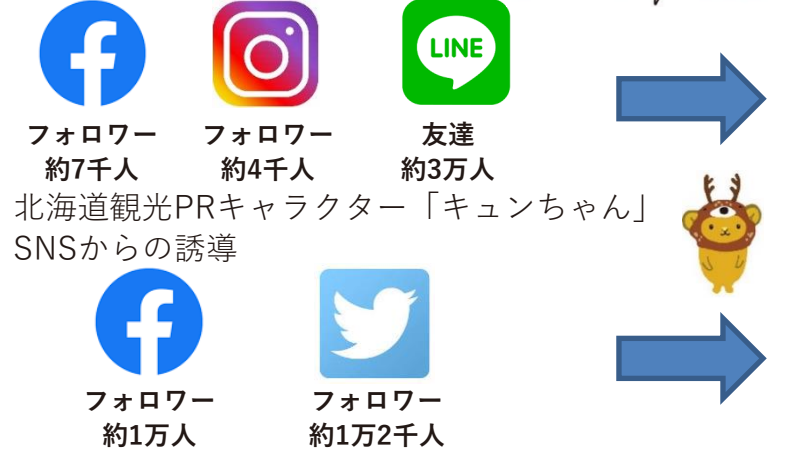 LINE
フォロワー フォロワー 友達
約7千人 約4千人 約3万人
北海道観光PRキャラクター「キュンちゃん」
SNSからの誘導
フォロワー フォロワー
約1万人 約1万2千人